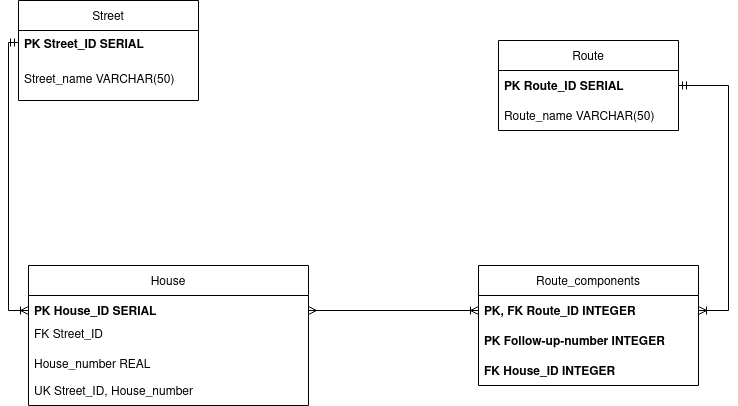 Street
PK Street_ID SERIAL
Street_name VARCHAR(50)
Route
PK Route_ID SERIAL
Route_name VARCHAR(50)
House
PK House_ID SERIAL
FK Street_ID
House_number REAL
UK Street_ID, House_number
Route_components
PK, FK Route_ID INTEGER
PK Follow-up-number INTEGER
FK House_ID INTEGER